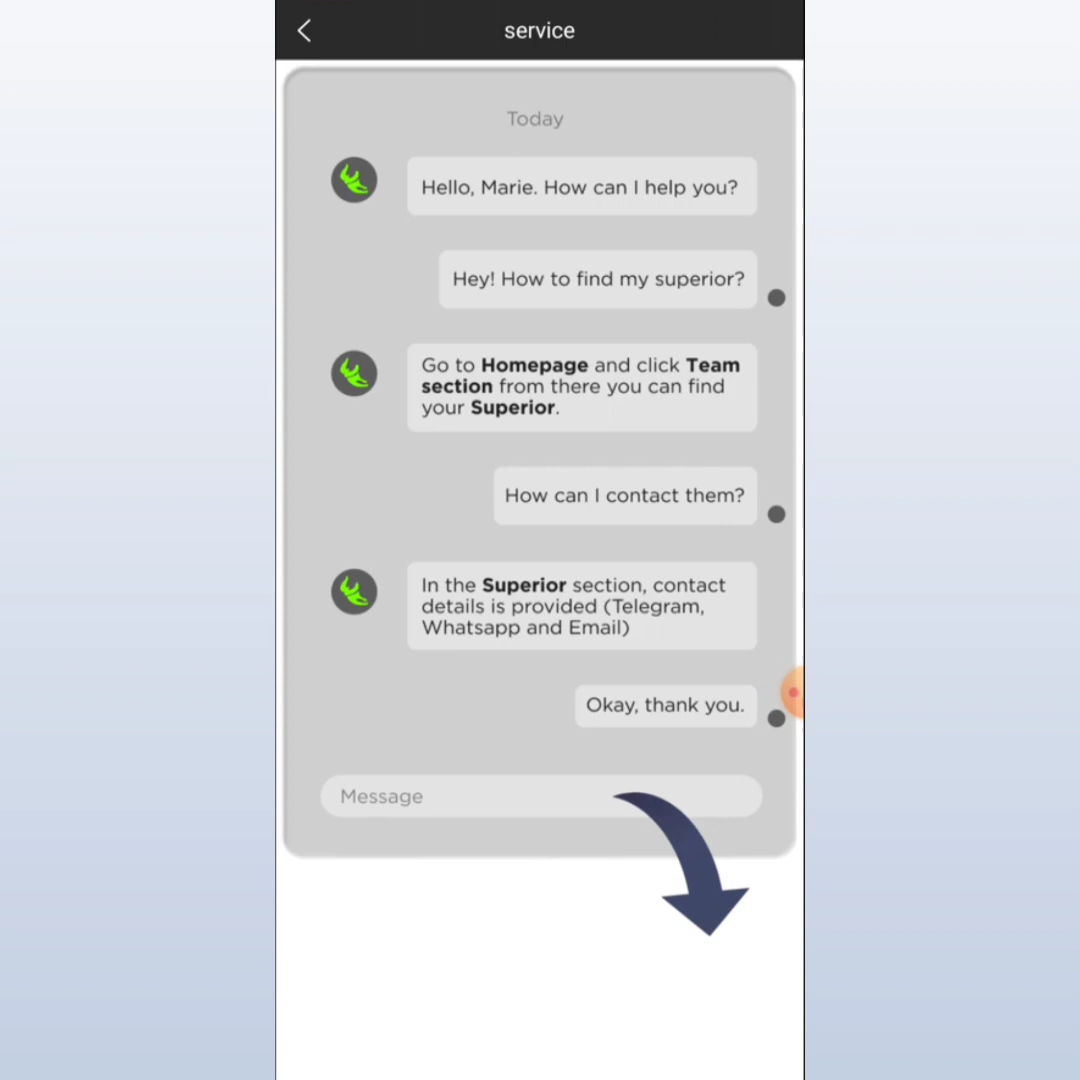 service
Today
Hello, Marie. How can I help you?
Hey! How to find my superior?
Go to Homepage and click Team
section from there you can find
your Superior.
How can I contact them?
In the Superior section, contact
details is provided (Telegram,
Whatsapp and Email)
Okay, thank you.
Message